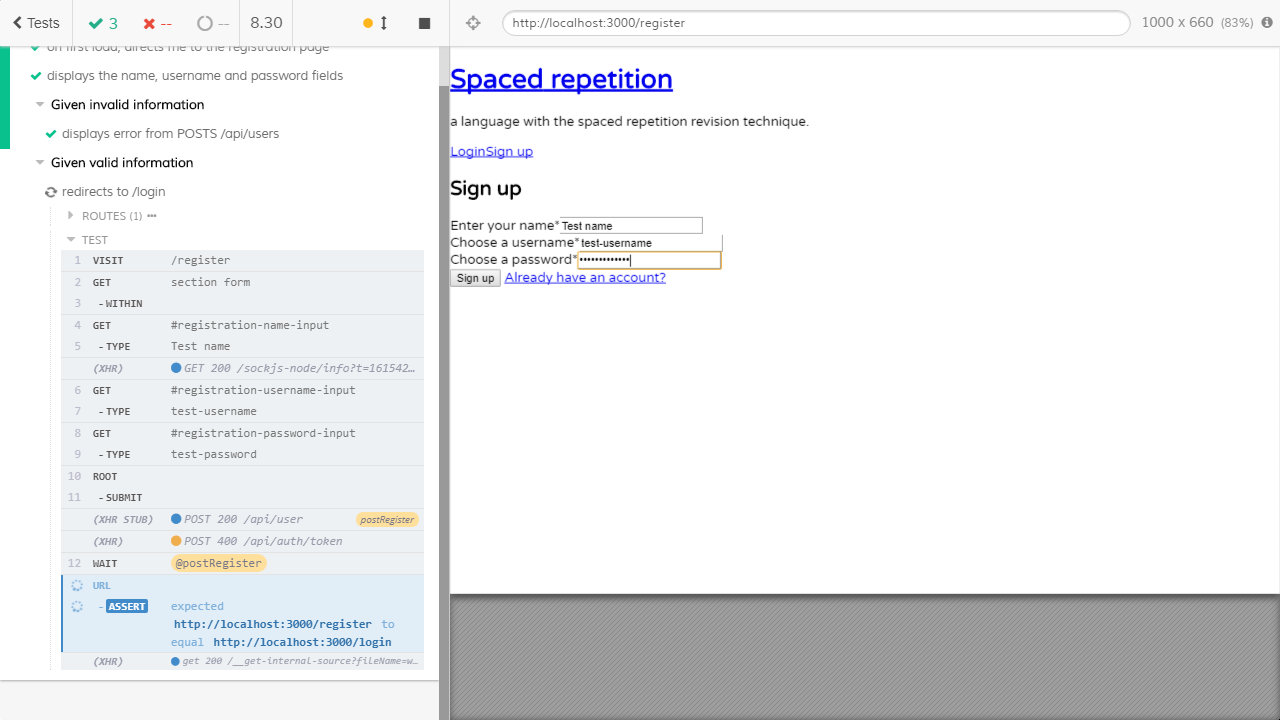 Tests 3 -- -- 8.30 http://localhost:3000/register 1000 x 660 (83%)
on first load, directs me to the registration page
displays the name, username and password fields
Given invalid information
displays error from POSTS /api/users
Given valid information
redirects to /login
ROUTES (1)
TEST
1 VISIT /register
2 GET section form
3 - WITHIN
4 GET #registration-name-input
5 - TYPE Test name
(XHR) GET 200 /sockjs-node/info?t=161542…
6 GET #registration-username-input
7 - TYPE test-username
8 GET #registration-password-input
9 - TYPE test-password
10 ROOT
11 - SUBMIT
(XHR STUB) POST 200 /api/user postRegister
(XHR) POST 400 /api/auth/token
12 WAIT @postRegister
URL
- ASSERT expected
http://localhost:3000/register to
equal http://localhost:3000/login
(XHR) get 200 /__get-internal-source?fileName=w…
Spaced repetition
a language with the spaced repetition revision technique.
LoginSign up
Sign up
Enter your name* Test name
Choose a username* test-username
Choose a password* •••••••••••••
Sign up Already have an account?